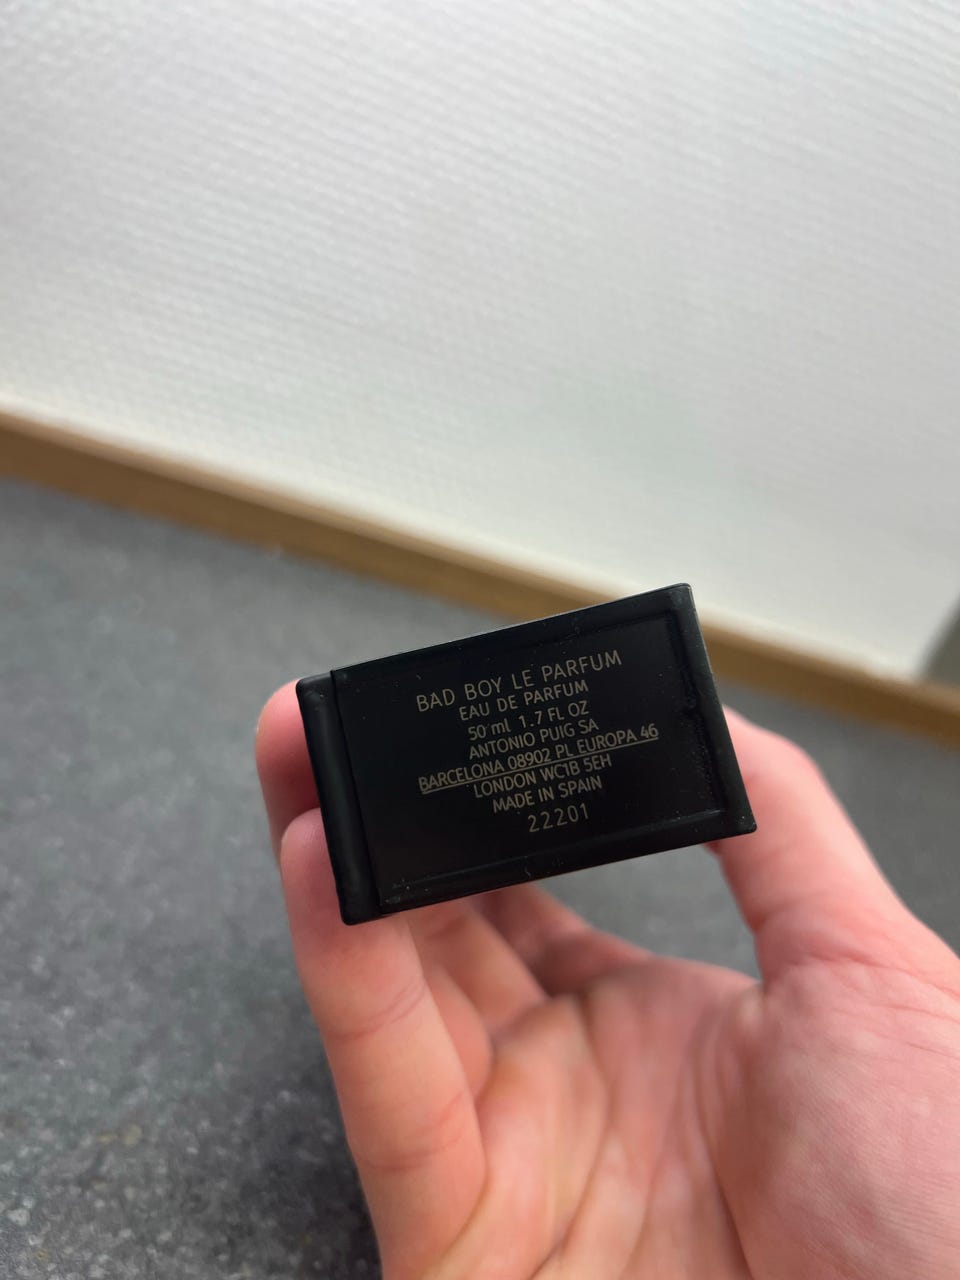 BAD BOY LE PARFUM
EAU DE PARFUM
50 ml 1.7 FL OZ
ANTONIO PUIG SA
BARCELONA 08902 PL EUROPA 46
LONDON WC1B 5EH
MADE IN SPAIN
22201